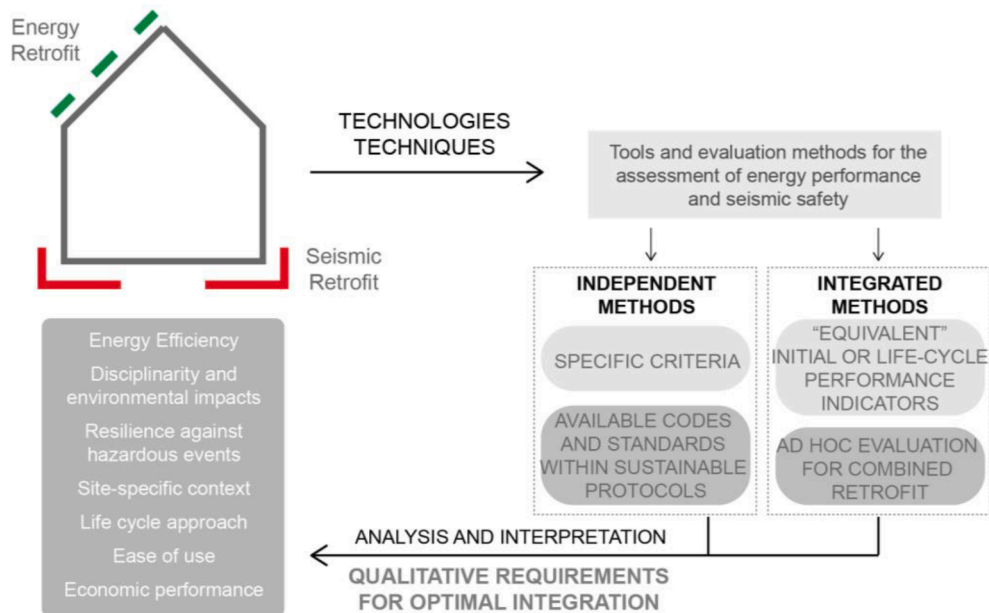 Energy
Retrofit
TECHNOLOGIES
TECHNIQUES
Tools and evaluation methods for the
assessment of energy performance
and seismic safety
Seismic
Retrofit
INDEPENDENT
METHODS
SPECIFIC CRITERIA
AVAILABLE CODES
AND STANDARDS
WITHIN SUSTAINABLE
PROTOCOLS
INTEGRATED
METHODS
“EQUIVALENT”
INITIAL OR LIFE-CYCLE
PERFORMANCE
INDICATORS
AD HOC EVALUATION
FOR COMBINED
RETROFIT
Energy Efficiency
Disciplinarity and
environmental impacts
Resilience against
hazardous events
Site-specific context
Life cycle approach
Ease of use
Economic performance
ANALYSIS AND INTERPRETATION
QUALITATIVE REQUIREMENTS
FOR OPTIMAL INTEGRATION